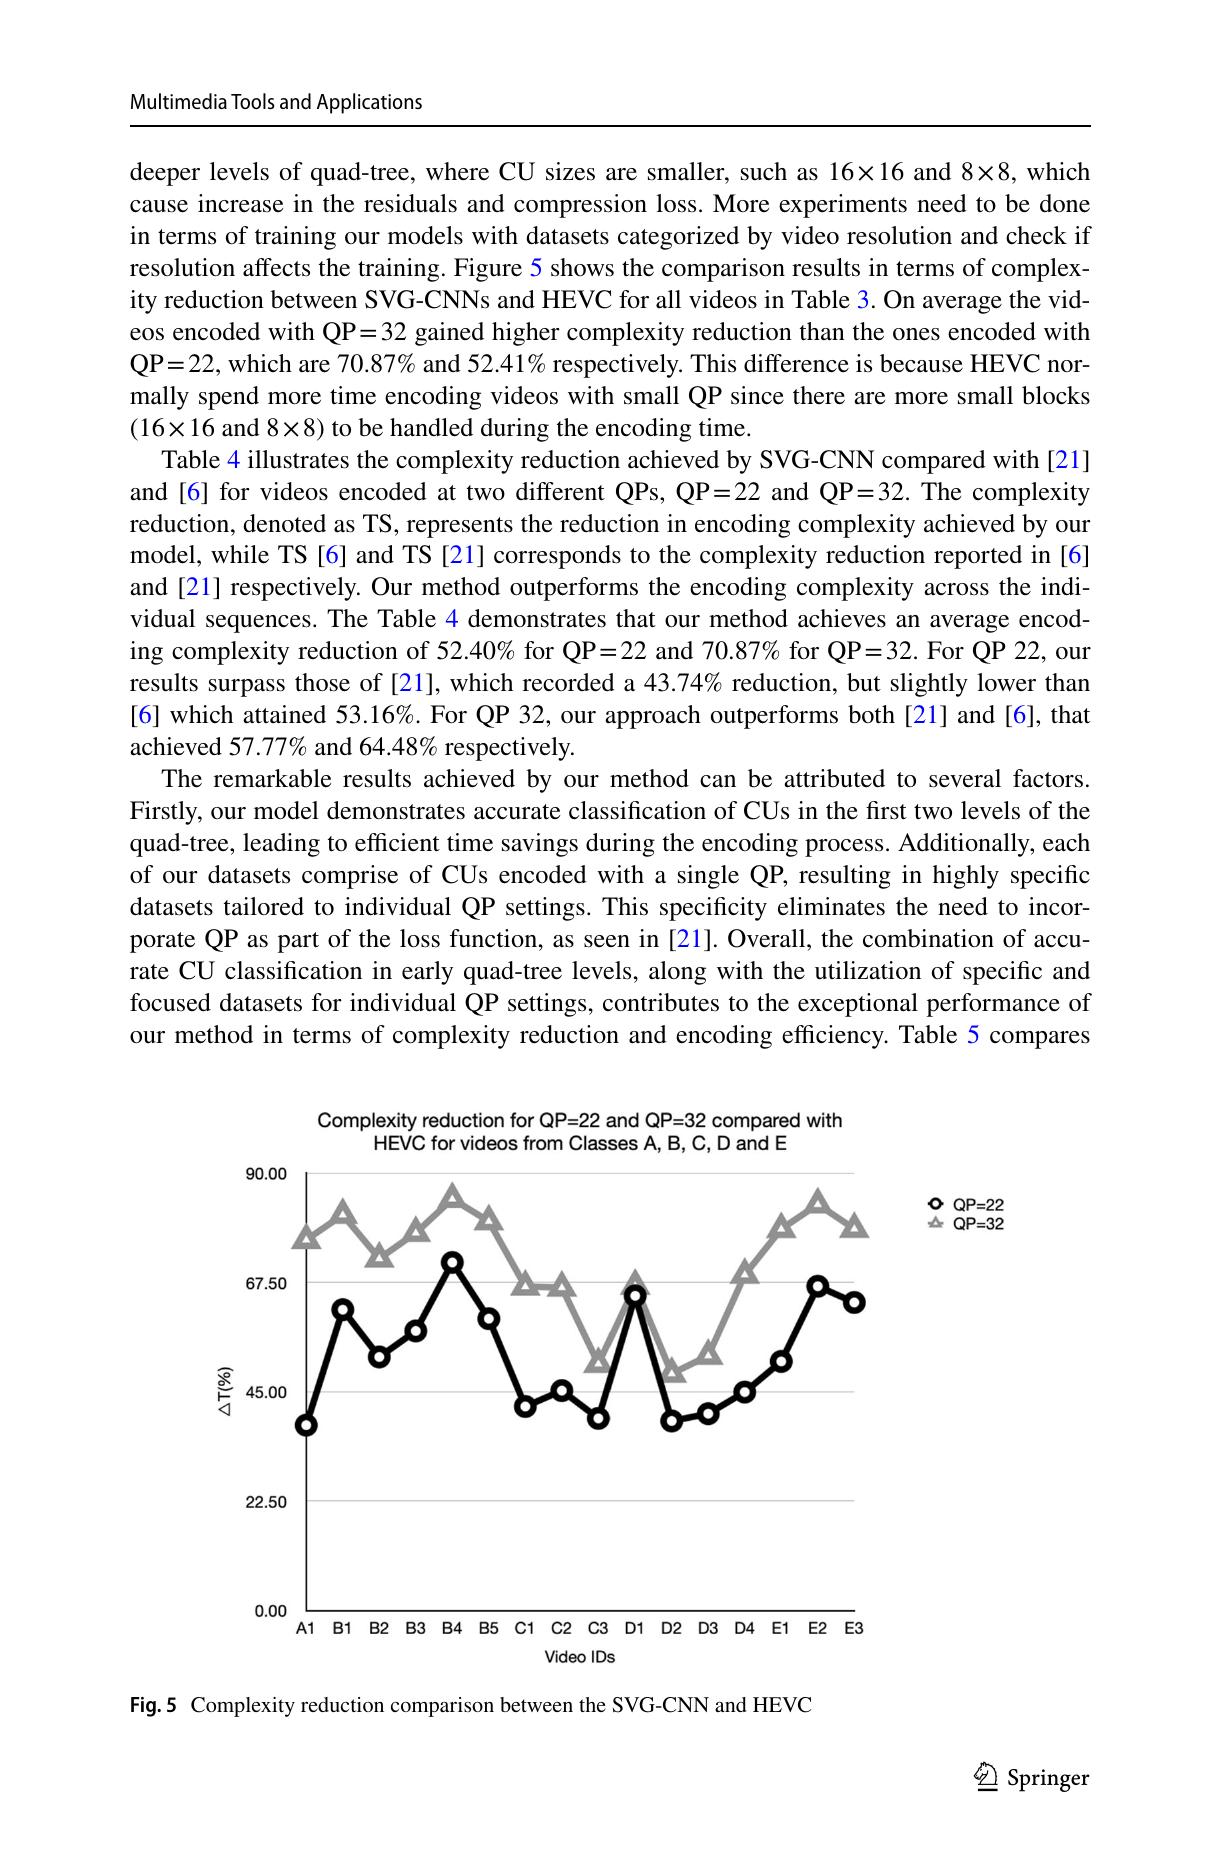 Multimedia Tools and Applications
deeper levels of quad-tree, where CU sizes are smaller, such as 16×16 and 8×8, which
cause increase in the residuals and compression loss. More experiments need to be done
in terms of training our models with datasets categorized by video resolution and check if
resolution affects the training. Figure 5 shows the comparison results in terms of complex-
ity reduction between SVG-CNNs and HEVC for all videos in Table 3. On average the vid-
eos encoded with QP=32 gained higher complexity reduction than the ones encoded with
QP=22, which are 70.87% and 52.41% respectively. This difference is because HEVC nor-
mally spend more time encoding videos with small QP since there are more small blocks
(16×16 and 8×8) to be handled during the encoding time.
Table 4 illustrates the complexity reduction achieved by SVG-CNN compared with [21]
and [6] for videos encoded at two different QPs, QP=22 and QP=32. The complexity
reduction, denoted as TS, represents the reduction in encoding complexity achieved by our
model, while TS [6] and TS [21] corresponds to the complexity reduction reported in [6]
and [21] respectively. Our method outperforms the encoding complexity across the indi-
vidual sequences. The Table 4 demonstrates that our method achieves an average encod-
ing complexity reduction of 52.40% for QP=22 and 70.87% for QP=32. For QP 22, our
results surpass those of [21], which recorded a 43.74% reduction, but slightly lower than
[6] which attained 53.16%. For QP 32, our approach outperforms both [21] and [6], that
achieved 57.77% and 64.48% respectively.
The remarkable results achieved by our method can be attributed to several factors.
Firstly, our model demonstrates accurate classification of CUs in the first two levels of the
quad-tree, leading to efficient time savings during the encoding process. Additionally, each
of our datasets comprise of CUs encoded with a single QP, resulting in highly specific
datasets tailored to individual QP settings. This specificity eliminates the need to incor-
porate QP as part of the loss function, as seen in [21]. Overall, the combination of accu-
rate CU classification in early quad-tree levels, along with the utilization of specific and
focused datasets for individual QP settings, contributes to the exceptional performance of
our method in terms of complexity reduction and encoding efficiency. Table 5 compares
Complexity reduction for QP=22 and QP=32 compared with
HEVC for videos from Classes A, B, C, D and E
90.00
67.50
45.00
22.50
0.00
△T(%)
QP=22
QP=32
A1 B1 B2 B3 B4 B5 C1 C2 C3 D1 D2 D3 D4 E1 E2 E3
Video IDs
Fig. 5 Complexity reduction comparison between the SVG-CNN and HEVC
Springer